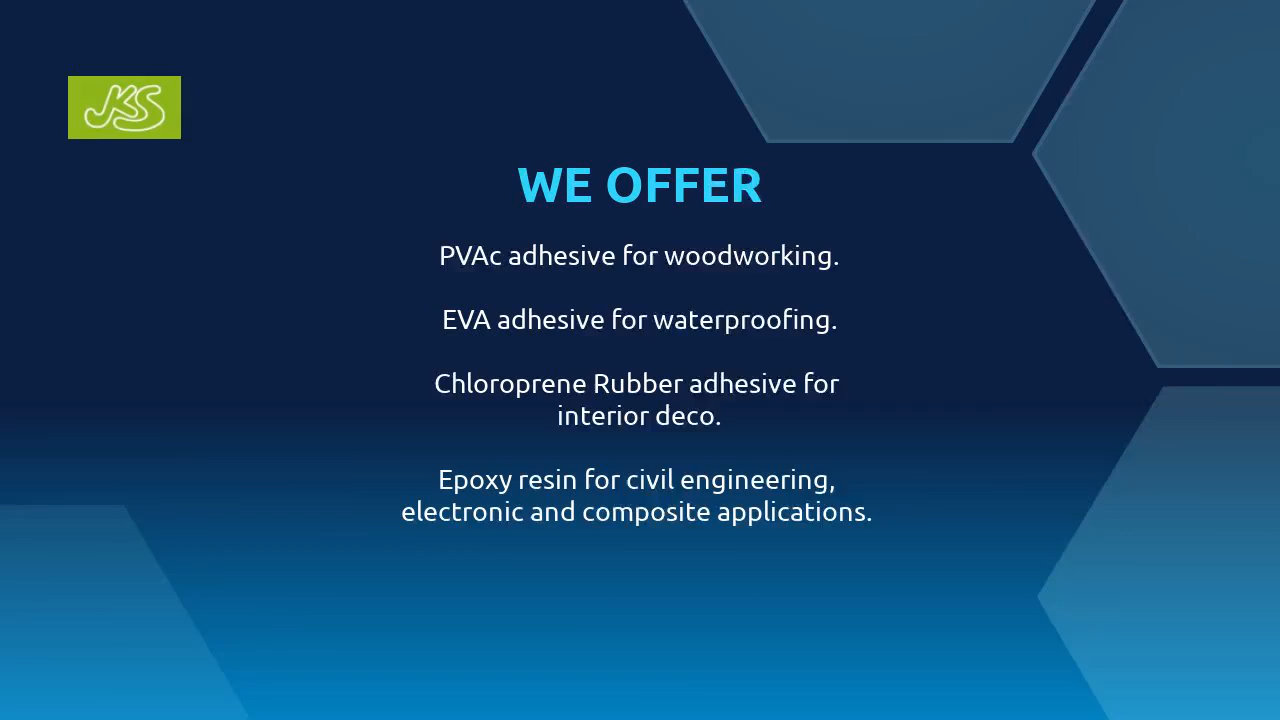 JKS
WE OFFER
PVAc adhesive for woodworking.
EVA adhesive for waterproofing.
Chloroprene Rubber adhesive for
interior deco.
Epoxy resin for civil engineering,
electronic and composite applications.